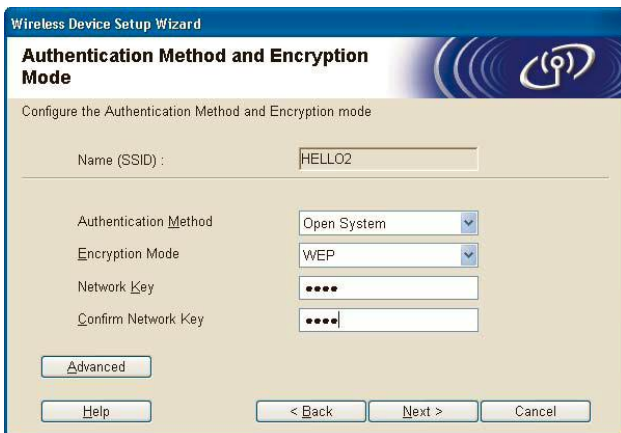 Wireless Device Setup Wizard
Authentication Method and Encryption
Mode
Configure the Authentication Method and Encryption mode
Name (SSID) : HELLO2
Authentication Method Open System
Encryption Mode WEP
Network Key ••••
Confirm Network Key ••••
Advanced
Help < Back Next > Cancel